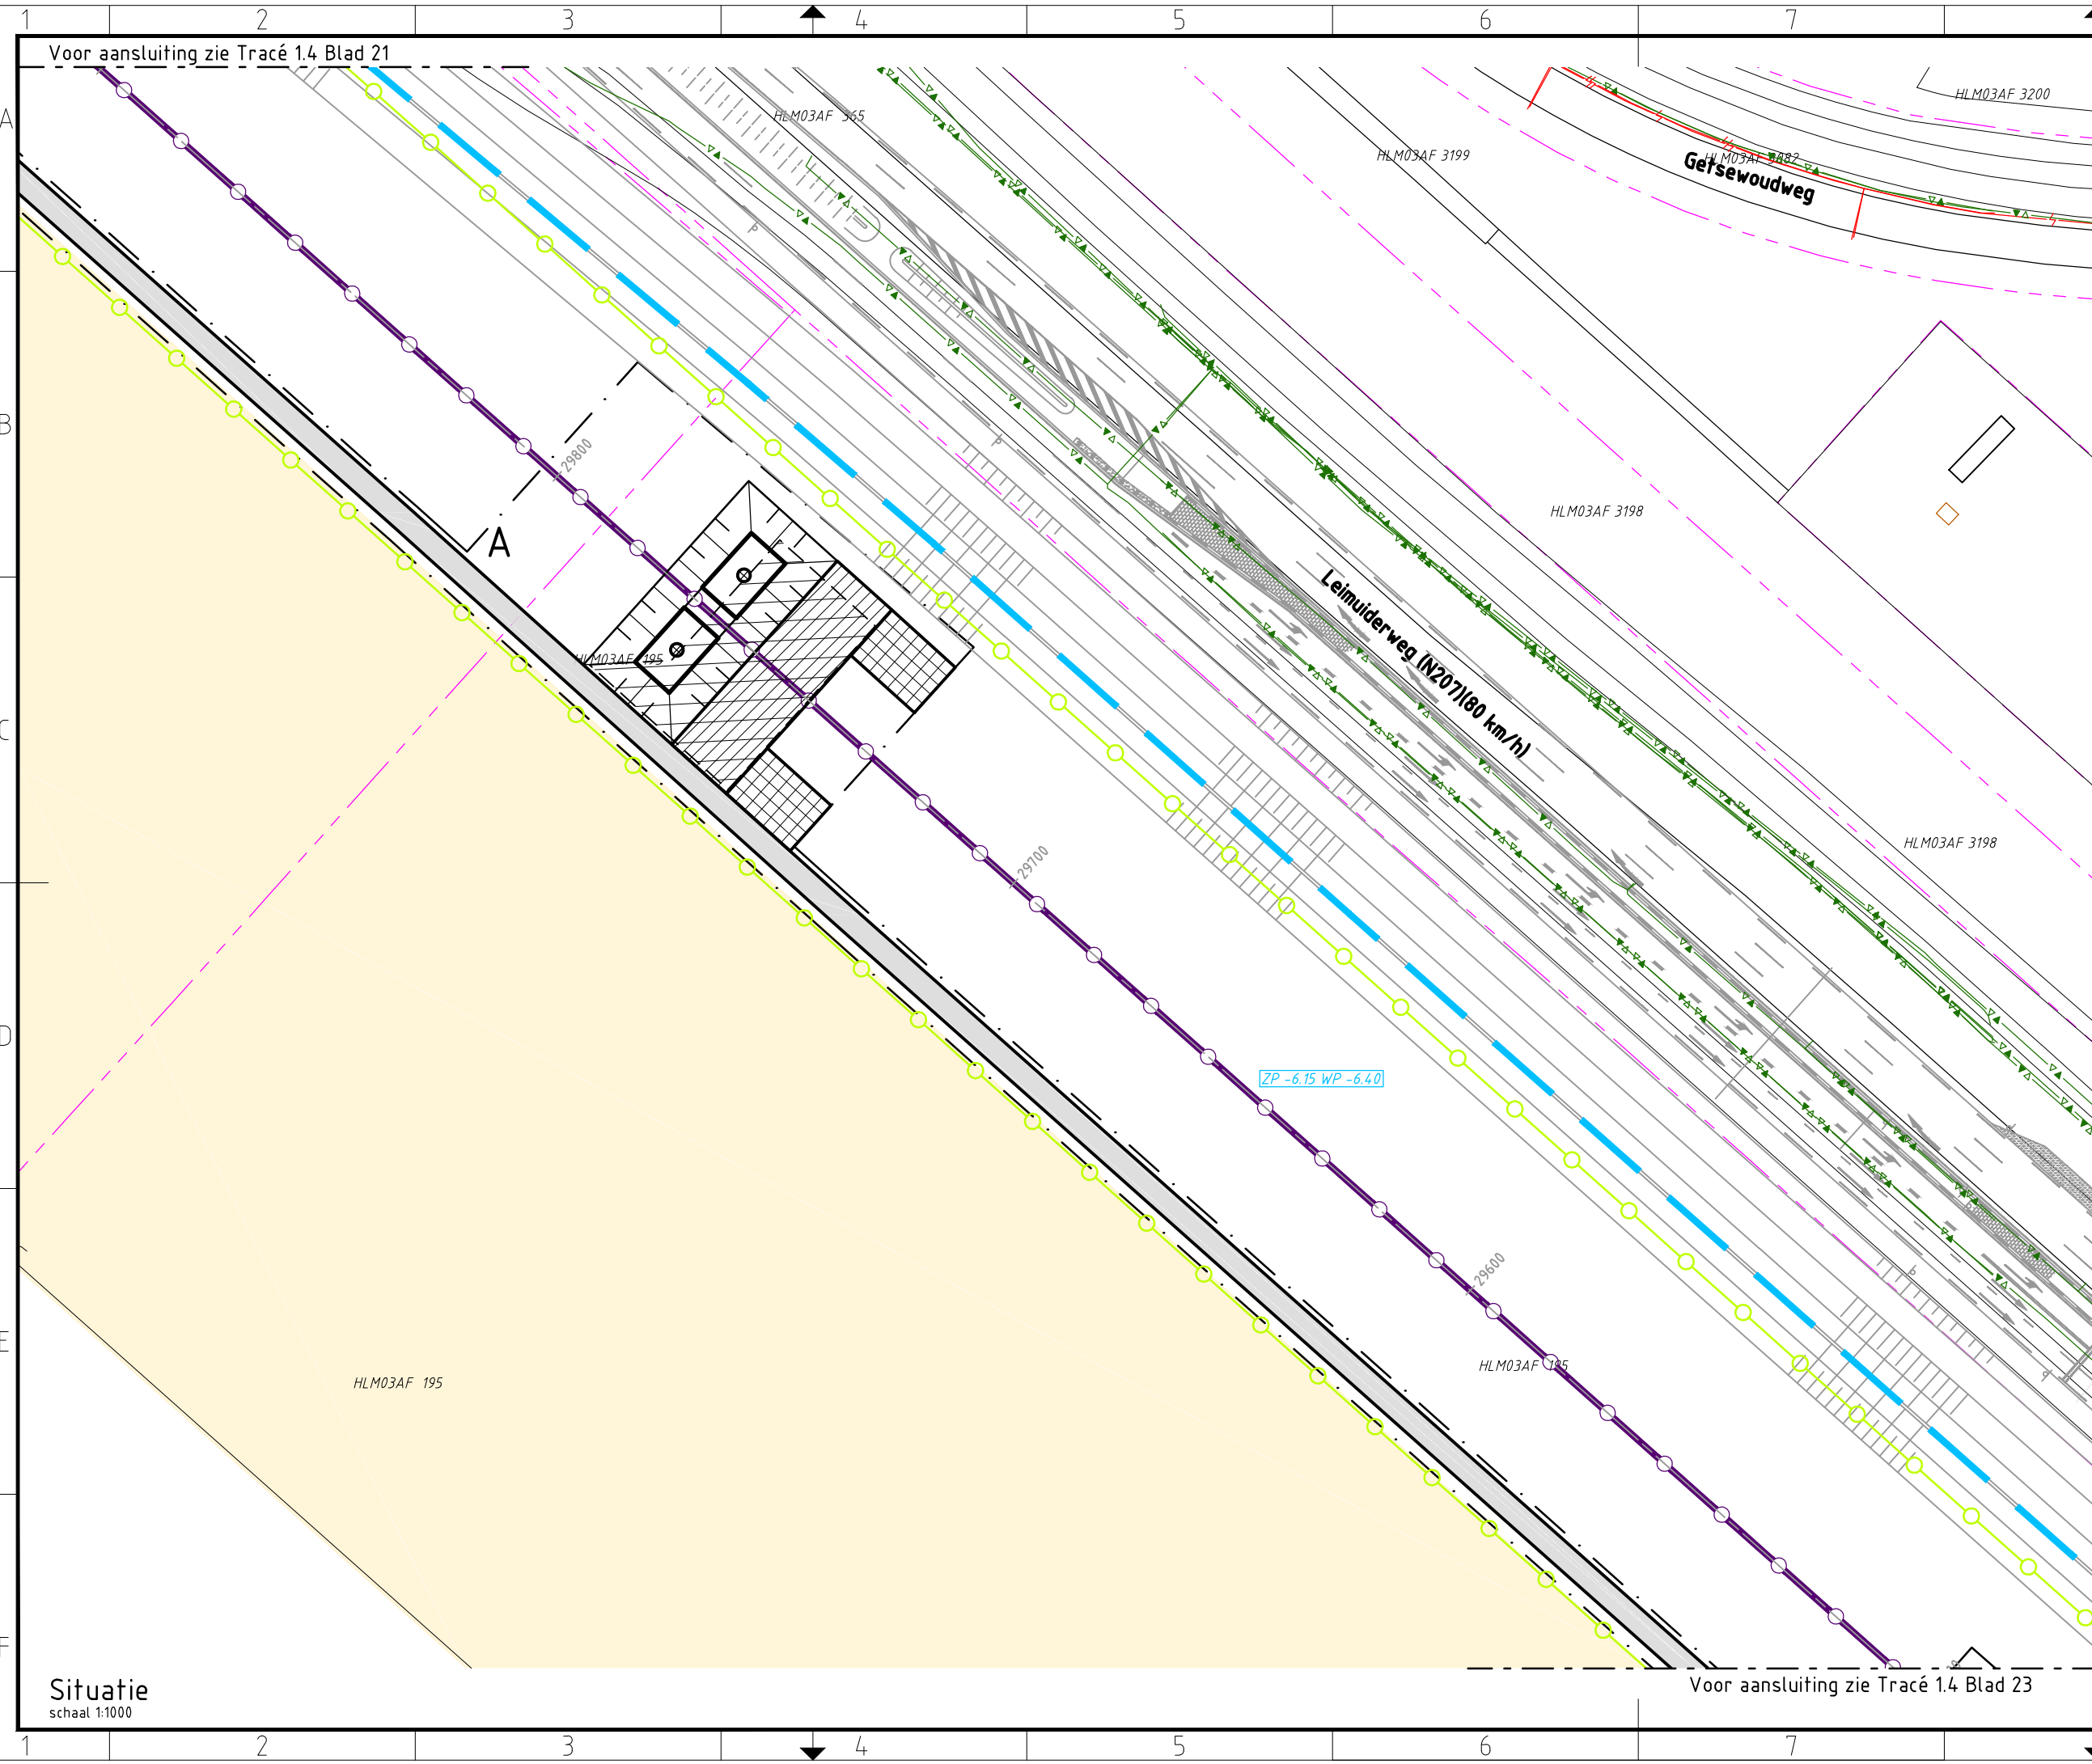 1 2 3 4 5 6 7
Voor aansluiting zie Tracé 1.4 Blad 21
A
HLM03AF 3200
HLM03AF 365
HLM03AF 3199
HLM03AF
Getsewoudweg
B
29800
HLM03AF 3198
A
Leimuiderweg (N207)(80 km/h)
HLM03AF 195
C
HLM03AF 3198
29700
D
ZP -6.15 WP -6.40
29600
E
HLM03AF 195
HLM03AF 195
F
Situatie
schaal 1:1000
Voor aansluiting zie Tracé 1.4 Blad 23
1 2 3 4 5 6 7